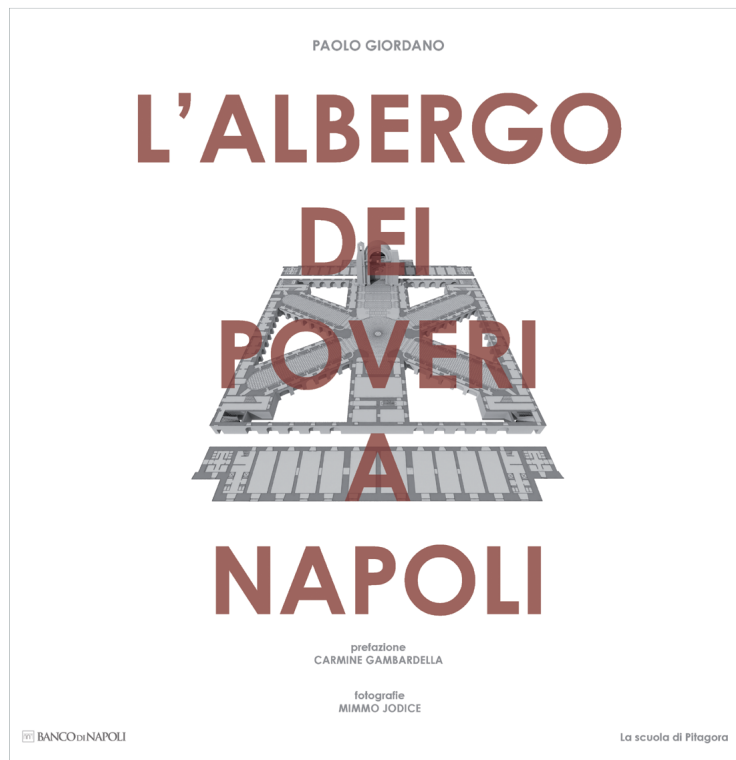 PAOLO GIORDANO
L’ALBERGO
DEI
POVERI
A
NAPOLI
prefazione
CARMINE GAMBARDELLA
fotografie
MIMMO JODICE
BANCO DI NAPOLI
La scuola di Pitagora